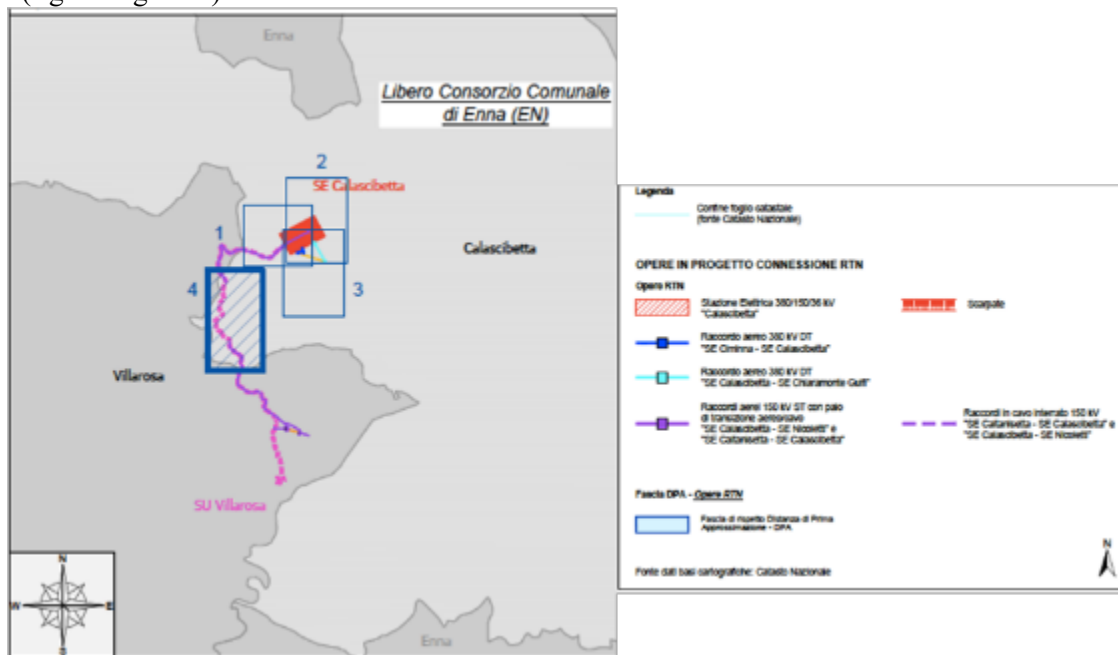 Enna
Libero Consorzio Comunale
di Enna (EN)
2
SE Calascibetta
1
Calascibetta
4
3
Villarosa
SU Villarosa
N
W
E
S
Enna
Legenda
Confine foglio catastale
(fonte Catasto Nazionale)
OPERE IN PROGETTO CONNESSIONE RTN
Opere RTN
Stazione Elettrica 380/150/36 kV
"Calascibetta"
Scarpate
Raccordo aereo 380 kV DT
"SE Ciminna - SE Calascibetta"
Raccordo aereo 380 kV DT
"SE Calascibetta - SE Chiaramonte Gulfi"
Raccordi aerei 150 kV ST con palo
di transizione aereo/cavo
"SE Calascibetta - SE Nicoletti" e
"SE Caltanissetta - SE Calascibetta"
Raccordi in cavo interrato 150 kV
"SE Caltanissetta - SE Calascibetta" e
"SE Calascibetta - SE Nicoletti"
Fascia DPA - Opere RTN
Fascia di rispetto Distanza di Prima
Approssimazione - DPA
N
Fonte dati basi cartografiche: Catasto Nazionale